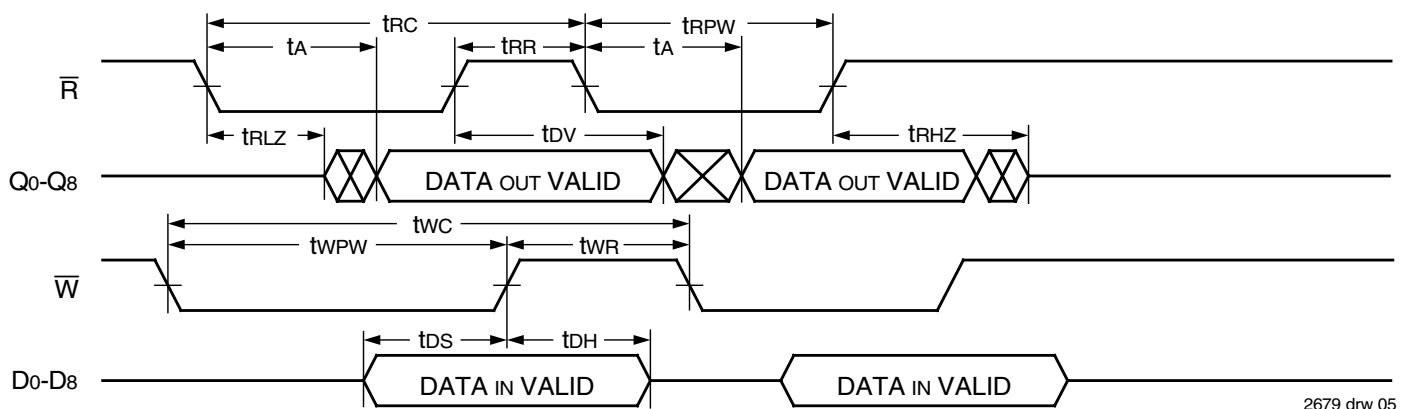 tRC
tRPW
tA
tRR
tA
R̅
tRLZ
tDV
tRHZ
Q0-Q8
DATA OUT VALID
DATA OUT VALID
tWC
tWPW
tWR
W̅
tDS
tDH
D0-D8
DATA IN VALID
DATA IN VALID
2679 drw 05